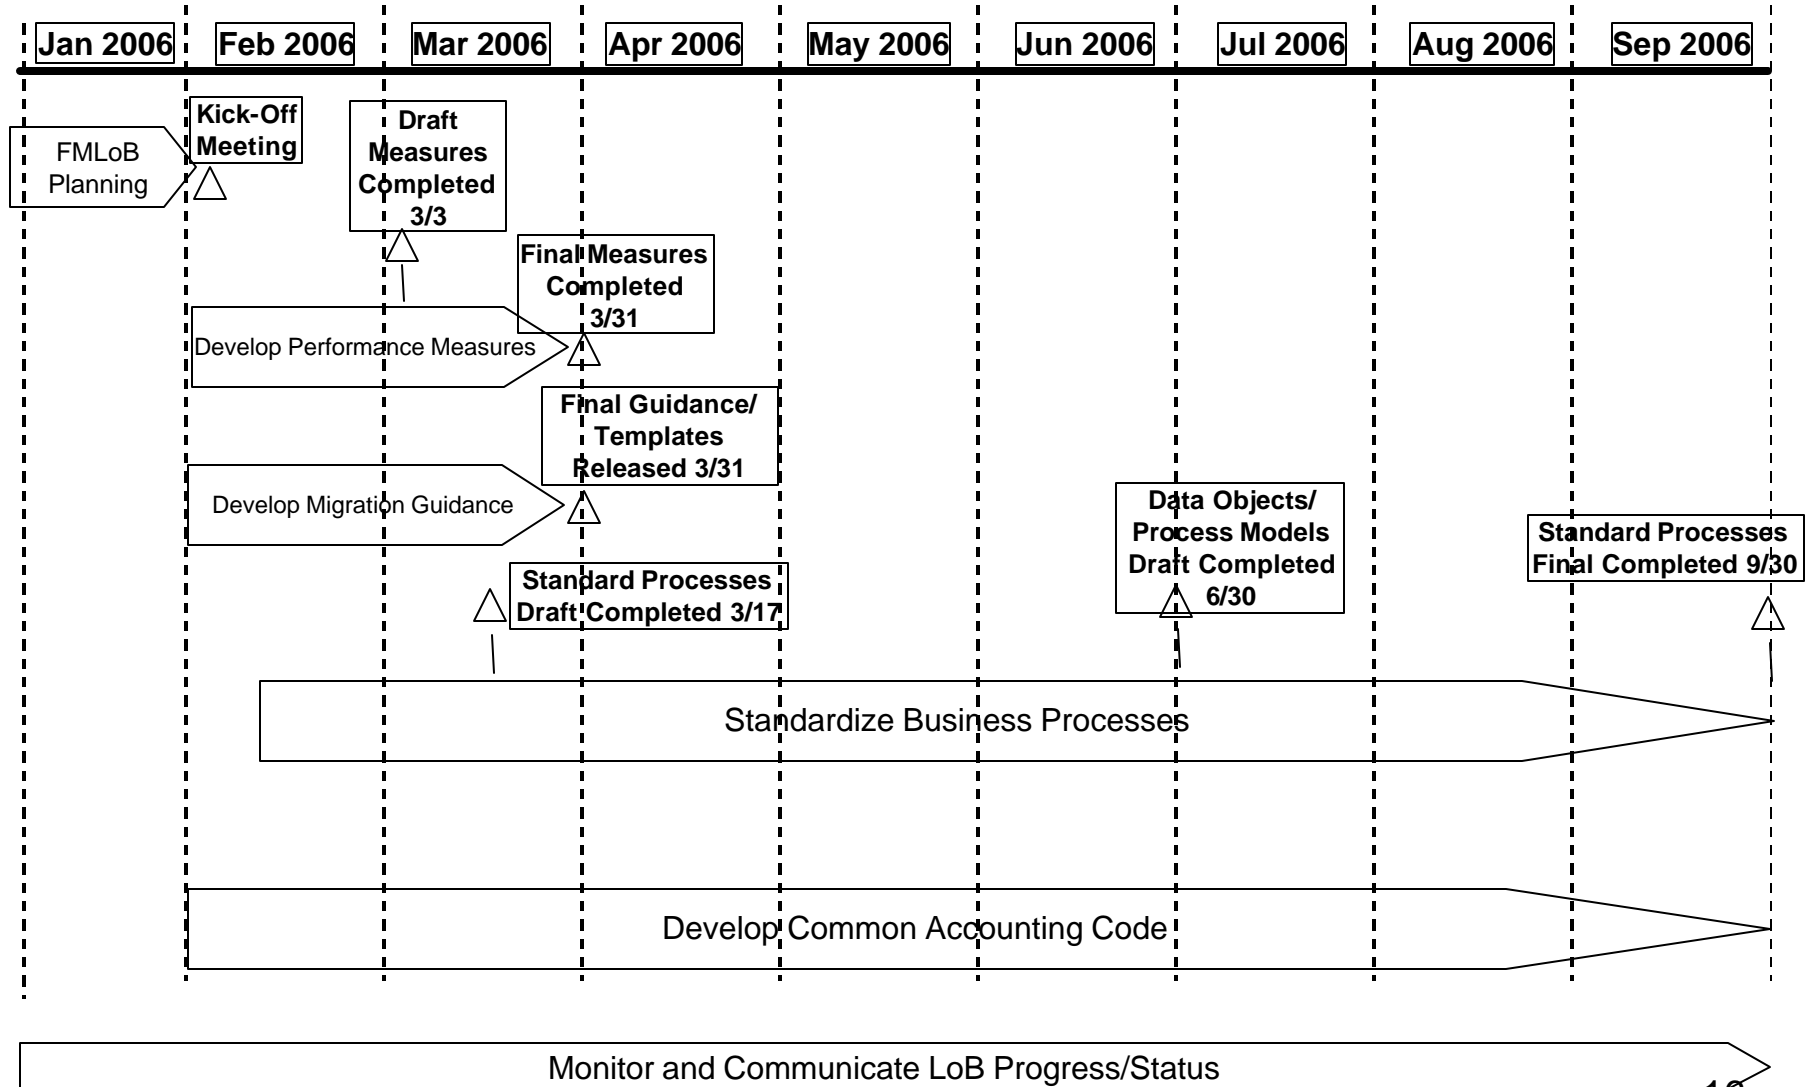 Jan 2006
Feb 2006
Mar 2006
Apr 2006
May 2006
Jun 2006
Jul 2006
Aug 2006
Sep 2006
FMLoB
Planning
Kick-Off
Meeting
Draft
Measures
Completed
3/3
Final Measures
Completed
3/31
Develop Performance Measures
Final Guidance/
Templates
Released 3/31
Develop Migration Guidance
Standard Processes
Draft Completed 3/17
Data Objects/
Process Models
Draft Completed
6/30
Standard Processes
Final Completed 9/30
Standardize Business Processes
Develop Common Accounting Code
Monitor and Communicate LoB Progress/Status